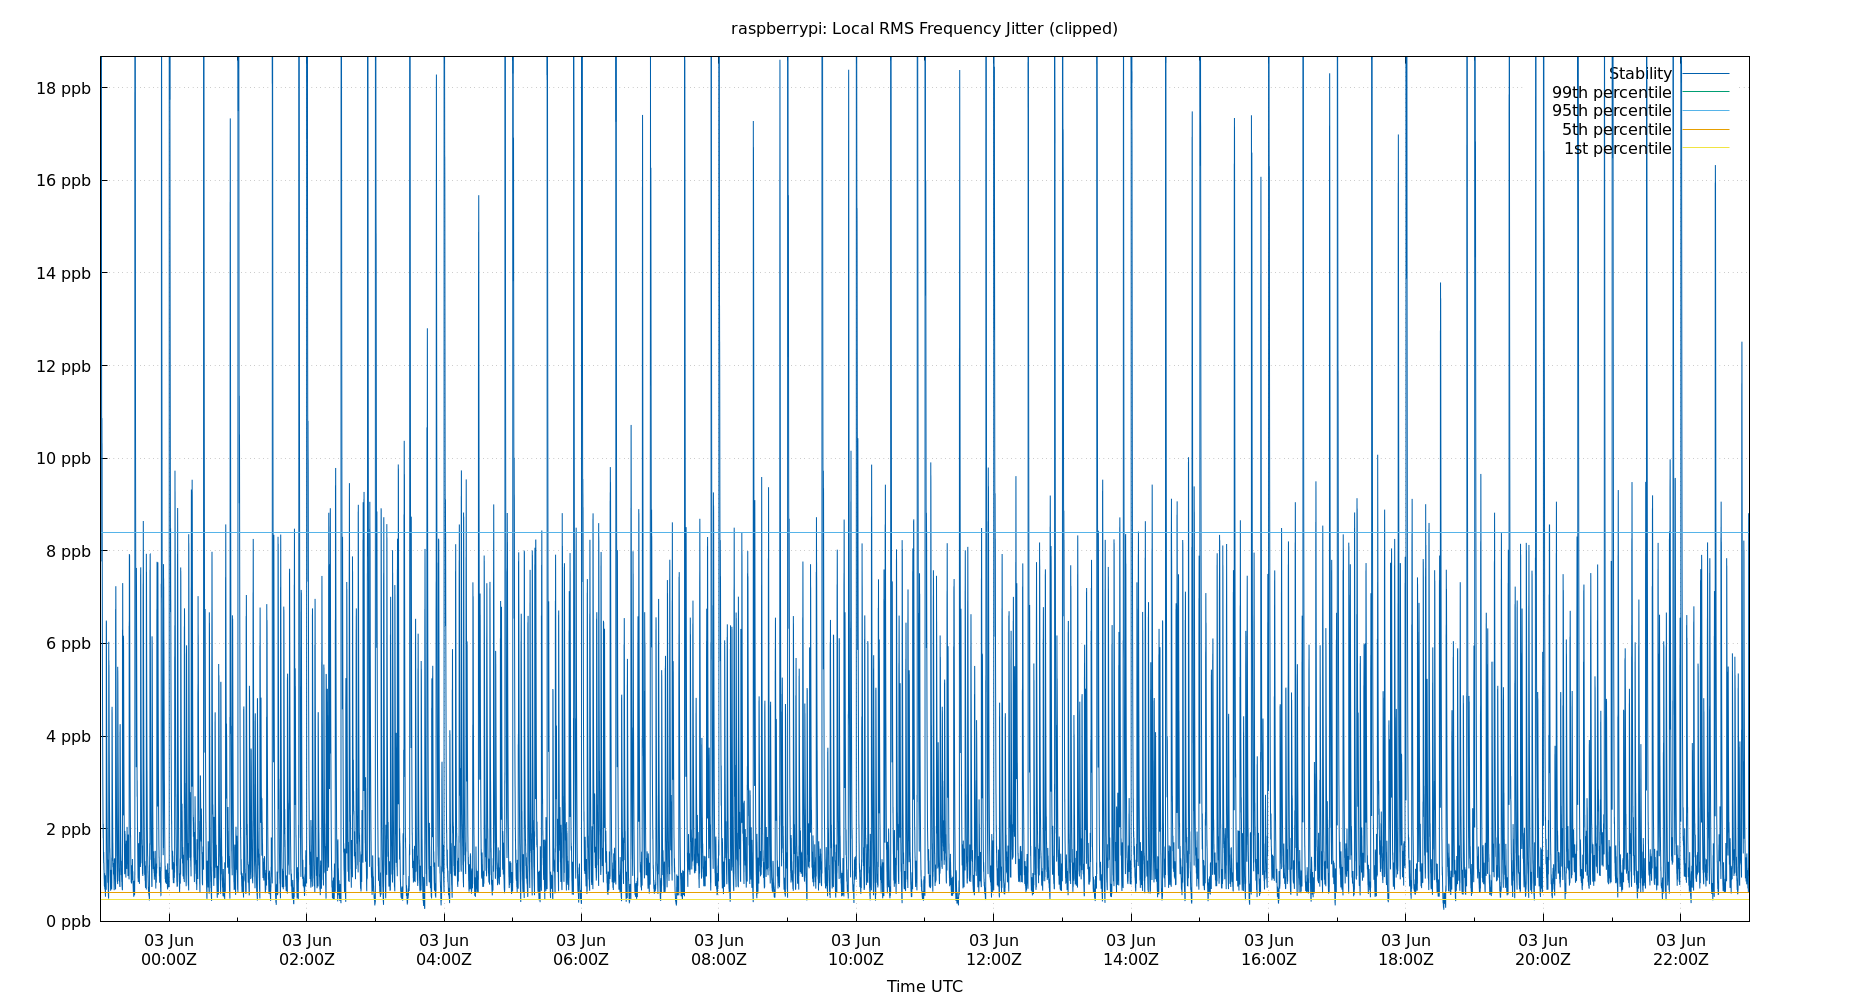 raspberrypi: Local RMS Frequency Jitter (clipped)
Stability
99th percentile
95th percentile
5th percentile
1st percentile
18 ppb
16 ppb
14 ppb
12 ppb
10 ppb
8 ppb
6 ppb
4 ppb
2 ppb
0 ppb
03 Jun 03 Jun 03 Jun 03 Jun 03 Jun 03 Jun 03 Jun 03 Jun 03 Jun 03 Jun 03 Jun 03 Jun
00:00Z 02:00Z 04:00Z 06:00Z 08:00Z 10:00Z 12:00Z 14:00Z 16:00Z 18:00Z 20:00Z 22:00Z
Time UTC